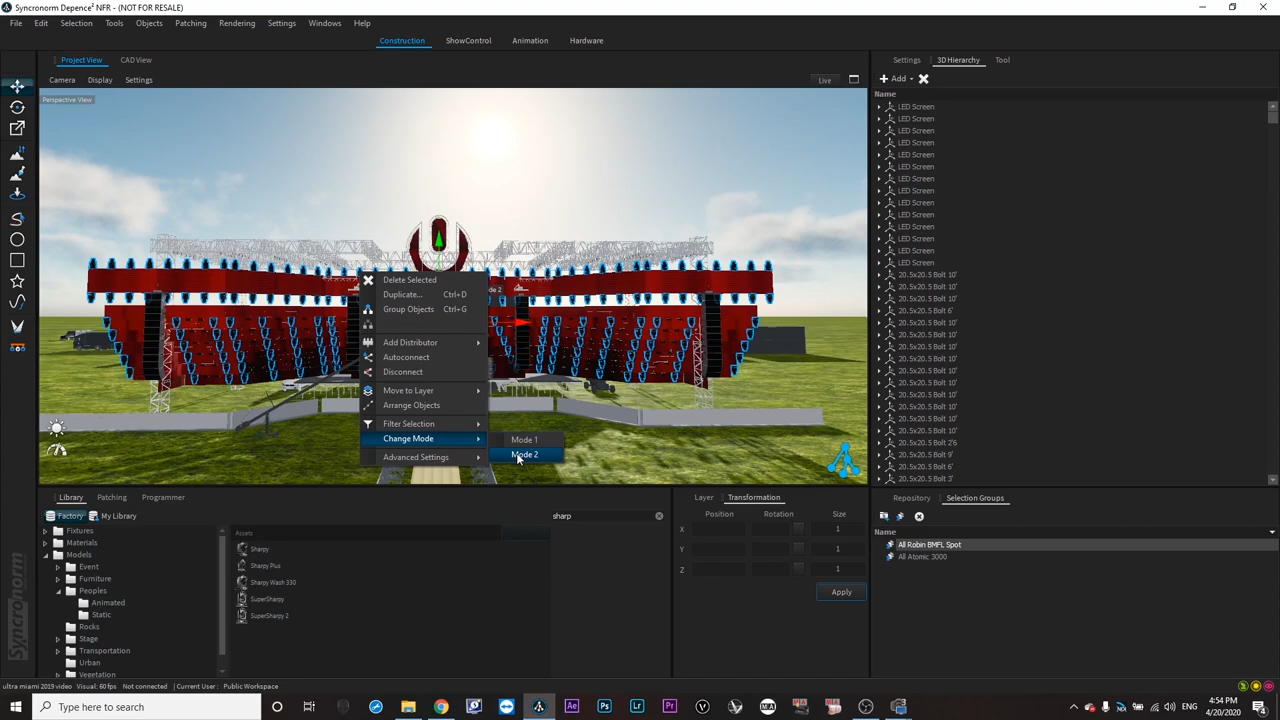 Syncronorm Depence² NFR - (NOT FOR RESALE)
File Edit Selection Tools Objects Patching Rendering Settings Windows Help
Construction ShowControl Animation Hardware
Project View CAD View
Camera Display Settings Live
Perspective View
Settings 3D Hierarchy Tool
Add
Name
LED Screen
LED Screen
LED Screen
LED Screen
LED Screen
LED Screen
LED Screen
LED Screen
LED Screen
LED Screen
LED Screen
LED Screen
LED Screen
LED Screen
20.5x20.5 Bolt 10'
20.5x20.5 Bolt 10'
20.5x20.5 Bolt 10'
20.5x20.5 Bolt 6'
20.5x20.5 Bolt 10'
20.5x20.5 Bolt 10'
20.5x20.5 Bolt 10'
20.5x20.5 Bolt 10'
20.5x20.5 Bolt 10'
20.5x20.5 Bolt 10'
20.5x20.5 Bolt 10'
20.5x20.5 Bolt 10'
20.5x20.5 Bolt 10'
20.5x20.5 Bolt 10'
20.5x20.5 Bolt 2'6
20.5x20.5 Bolt 9'
20.5x20.5 Bolt 6'
20.5x20.5 Bolt 3'
Delete Selected
Duplicate... Ctrl+D
Group Objects Ctrl+G
Add Distributor
Autoconnect
Disconnect
Move to Layer
Arrange Objects
Filter Selection
Change Mode
Advanced Settings
Mode 1
Mode 2
Library Patching Programmer
Factory My Library
sharp
Fixtures
Materials
Models
Event
Furniture
Peoples
Animated
Static
Rocks
Stage
Transportation
Urban
Vegetation
Assets
Sharpy
Sharpy Plus
Sharpy Wash 330
SuperSharpy
SuperSharpy 2
Layer Transformation
Position Rotation Size
X 1
Y 1
Z 1
Apply
Repository Selection Groups
Name
All Robin BMFL Spot
All Atomic 3000
Syncronorm
ultra miami 2019 video Visual: 60 fps Not connected Current User : Public Workspace
Type here to search
Ae Ps Lr Pr
MA
ENG
4:54 PM
4/20/2020